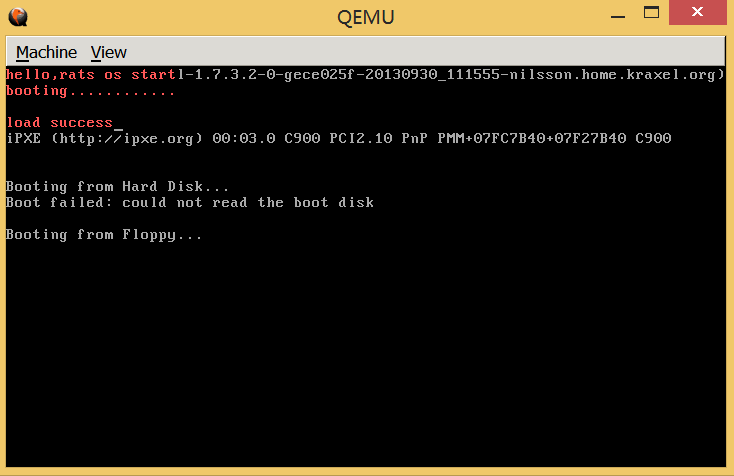 QEMU
Machine View
hello,rats os startl-1.7.3.2-0-gece025f-20130930_111555-nilsson.home.kraxel.org)
booting............
load success_
iPXE (http://ipxe.org) 00:03.0 C900 PCI2.10 PnP PMM+07FC7B40+07F27B40 C900
Booting from Hard Disk...
Boot failed: could not read the boot disk
Booting from Floppy...